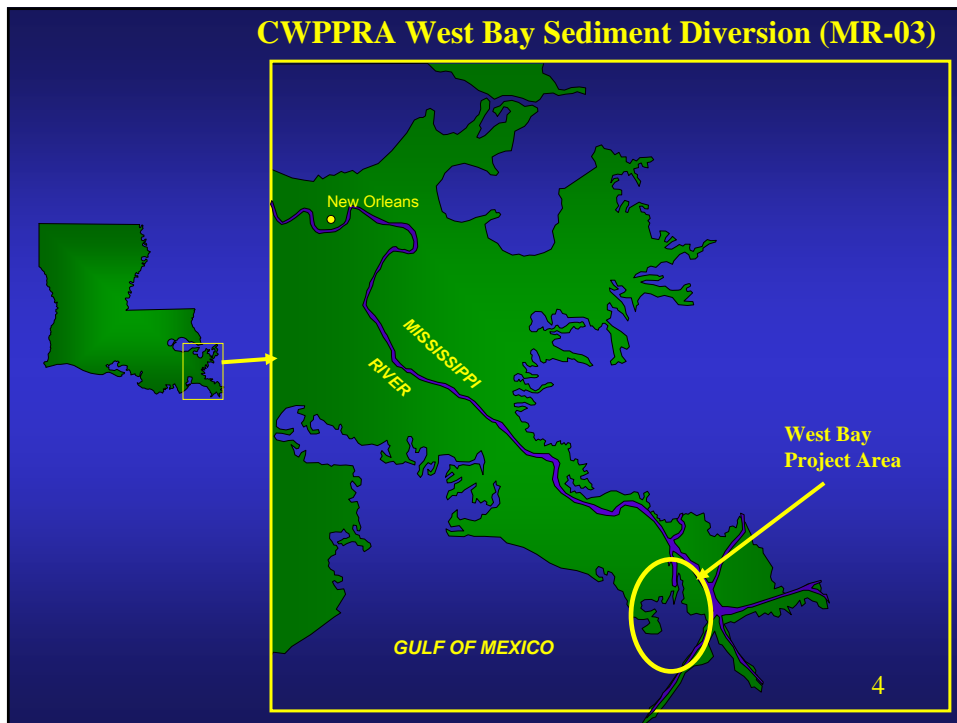 CWPPRA West Bay Sediment Diversion (MR-03)
New Orleans
MISSISSIPPI
RIVER
West Bay
Project Area
GULF OF MEXICO
4